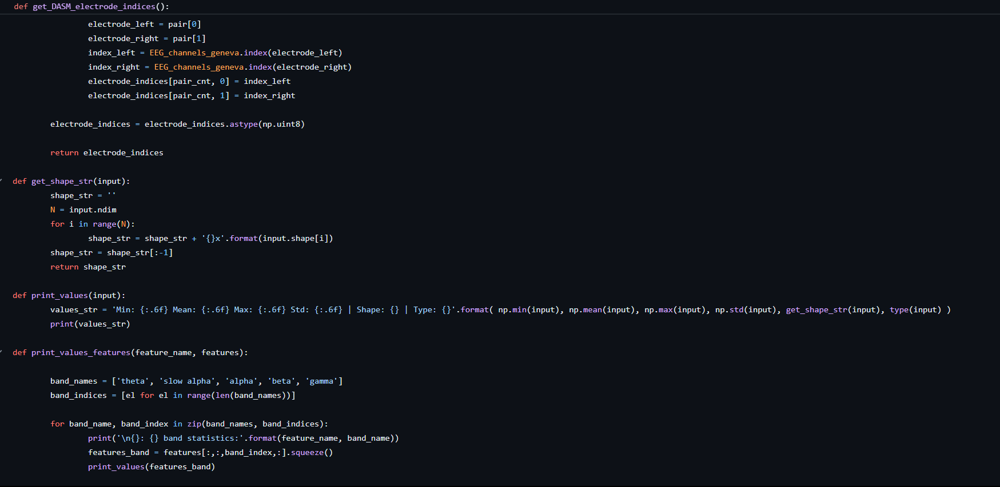 def get_DASM_electrode_indices():
electrode_left = pair[0]
electrode_right = pair[1]
index_left = EEG_channels_geneva.index(electrode_left)
index_right = EEG_channels_geneva.index(electrode_right)
electrode_indices[pair_cnt, 0] = index_left
electrode_indices[pair_cnt, 1] = index_right
electrode_indices = electrode_indices.astype(np.uint8)
return electrode_indices
def get_shape_str(input):
shape_str = ''
N = input.ndim
for i in range(N):
shape_str = shape_str + '{}x'.format(input.shape[i])
shape_str = shape_str[:-1]
return shape_str
def print_values(input):
values_str = 'Min: {:.6f} Mean: {:.6f} Max: {:.6f} Std: {:.6f} | Shape: {} | Type: {}'.format( np.min(input), np.mean(input), np.max(input), np.std(input), get_shape_str(input), type(input) )
print(values_str)
def print_values_features(feature_name, features):
band_names = ['theta', 'slow alpha', 'alpha', 'beta', 'gamma']
band_indices = [el for el in range(len(band_names))]
for band_name, band_index in zip(band_names, band_indices):
print('\n{}: {} band statistics:'.format(feature_name, band_name))
features_band = features[:,:,band_index,:].squeeze()
print_values(features_band)